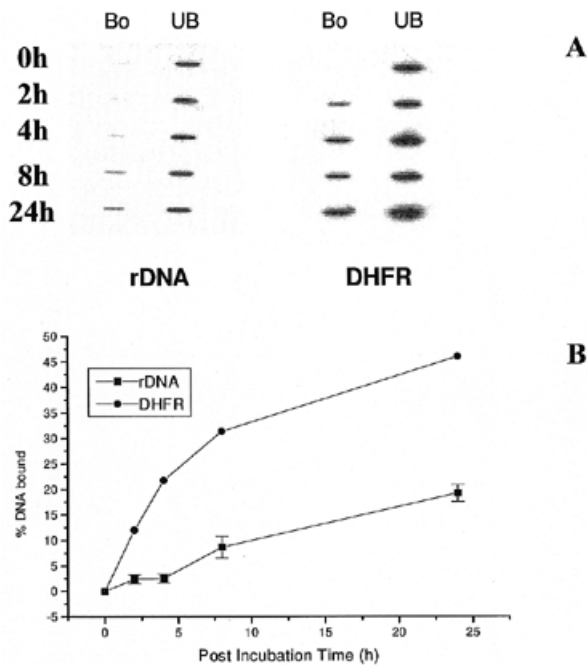 Bo UB Bo UB
A
0h
2h
4h
8h
24h
rDNA DHFR
B
50
45
40
35
30
25
20
15
10
5
0
-5
rDNA
DHFR
% DNA bound
0 5 10 15 20 25
Post Incubation Time (h)